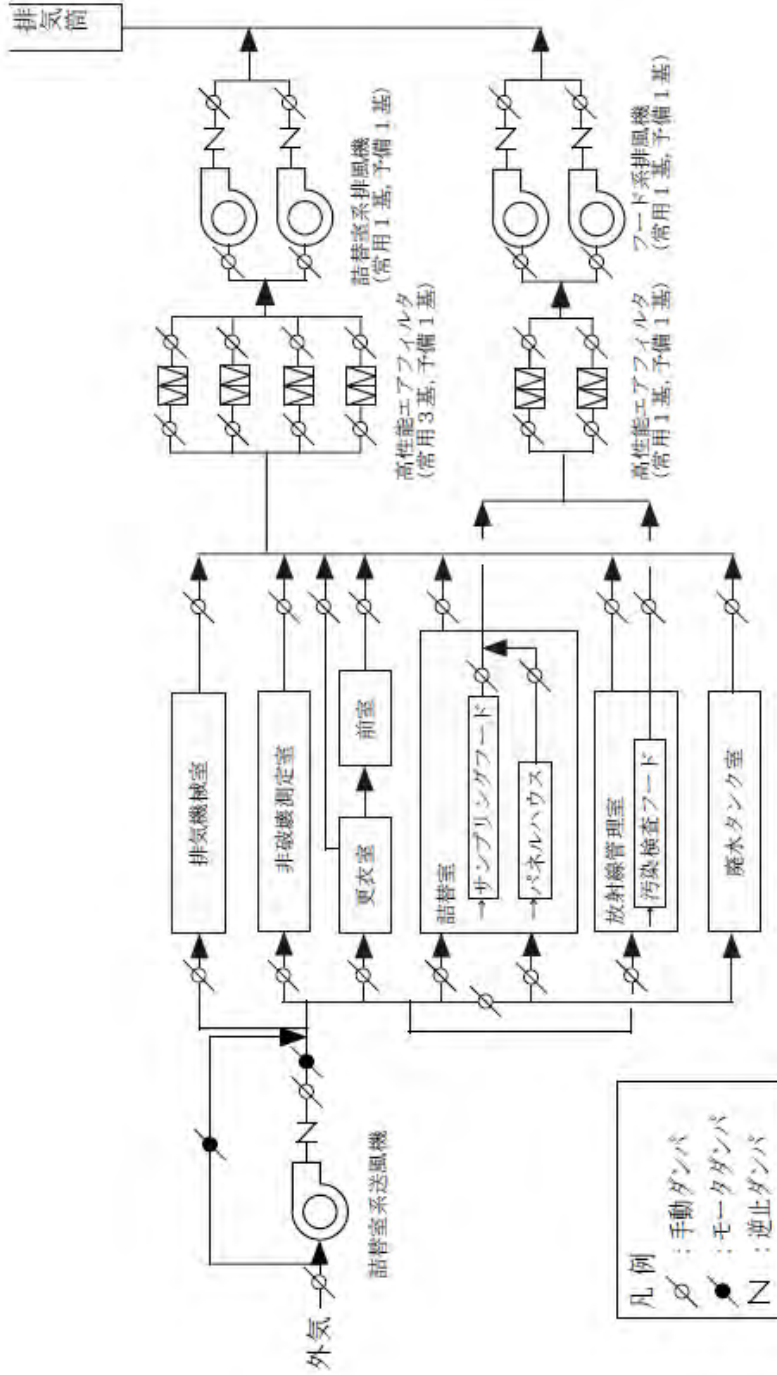 外気
詰替室系送風機
排気機械室
非破壊測定室
更衣室
前室
詰替室
→サンプリングフード
→パネルハウス
放射線管理室
→汚染検査フード
廃水タンク室
高性能エアフィルタ
(常用3基,予備1基)
詰替室系排風機
(常用1基,予備1基)
高性能エアフィルタ
(常用1基,予備1基)
フード系排風機
(常用1基,予備1基)
排気筒
凡例
:手動ダンパ
:モータダンパ
:逆止ダンパ